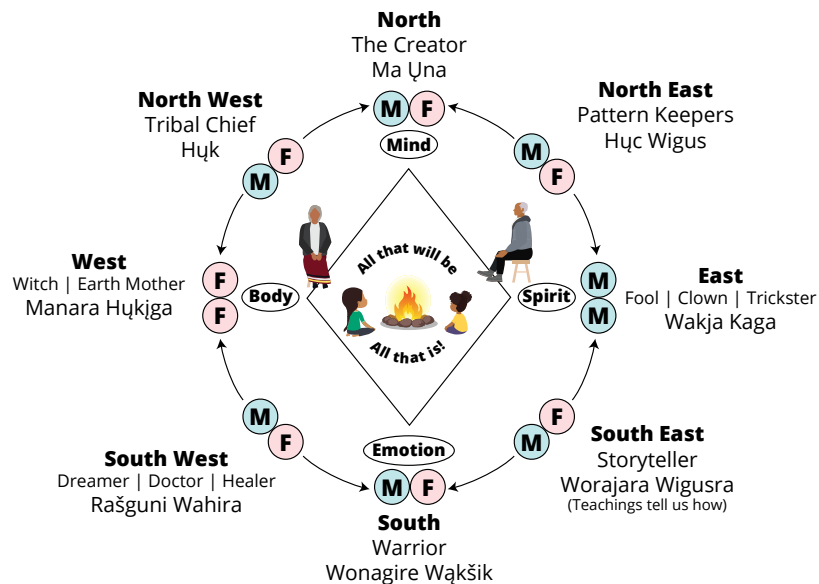 North
The Creator
Ma Ųna
M F
Mind
North West
Tribal Chief
Hųk
F
M
North East
Pattern Keepers
Hųc Wigus
M
F
West
Witch | Earth Mother
Manara Hųkįga
F
F
Body
All that will be
All that is!
Spirit
M
M
East
Fool | Clown | Trickster
Wakja Kaga
M
F
South West
Dreamer | Doctor | Healer
Rašguni Wahira
Emotion
M F
South
Warrior
Wonagire Wąkšik
F
M
South East
Storyteller
Worajara Wigusra
(Teachings tell us how)